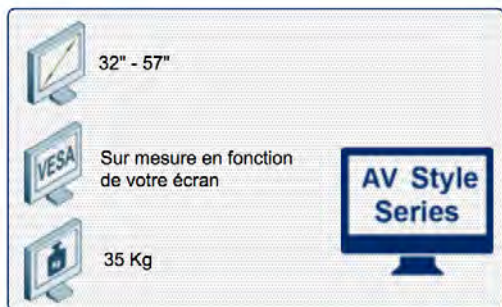 32" - 57"
VESA
Sur mesure en fonction
de votre écran
35 Kg
AV Style
Series